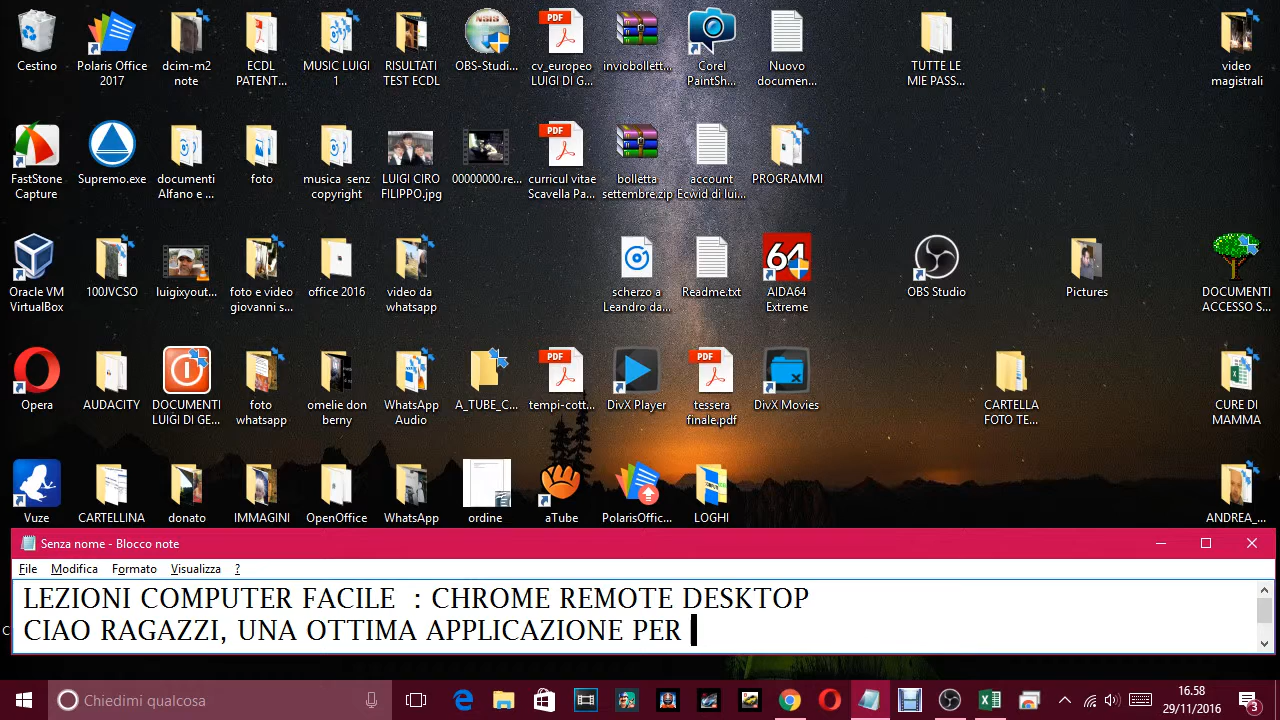 Cestino
Polaris Office 2017
dcim-m2 note
ECDL PATENT...
MUSIC LUIGI 1
RISULTATI TEST ECDL
NSIS
OBS-Studi...
PDF
cv_europeo LUIGI DI G...
inviobollett...
Corel PaintSh...
Nuovo documen...
TUTTE LE MIE PASS...
video magistrali
FastStone Capture
Supremo.exe
documenti Alfano e ...
foto
musica senz copyright
LUIGI CIRO FILIPPO.jpg
00000000.re...
PDF
curricul vitae Scavella Pa...
bolletta settembre.zip
account Ecwid di lui...
PROGRAMMI
Oracle VM VirtualBox
100JVCSO
luigixyout...
foto e video giovanni s...
office 2016
video da whatsapp
scherzo a Leandro da...
Readme.txt
64
AIDA64 Extreme
OBS Studio
Pictures
DOCUMENTI ACCESSO S...
Opera
AUDACITY
DOCUMENTI LUIGI DI GE...
foto whatsapp
omelie don berny
WhatsApp Audio
A_TUBE_C...
PDF
tempi-cott...
DivX Player
PDF
tessera finale.pdf
DivX Movies
CARTELLA FOTO TE...
CURE DI MAMMA
Vuze
CARTELLINA
donato
IMMAGINI
OpenOffice
WhatsApp
ordine
aTube
PolarisOffic...
LOGHI
ANDREA_...
Senza nome - Blocco note
File Modifica Formato Visualizza ?
LEZIONI COMPUTER FACILE : CHROME REMOTE DESKTOP
CIAO RAGAZZI, UNA OTTIMA APPLICAZIONE PER
Chiedimi qualcosa
16.58
29/11/2016
3